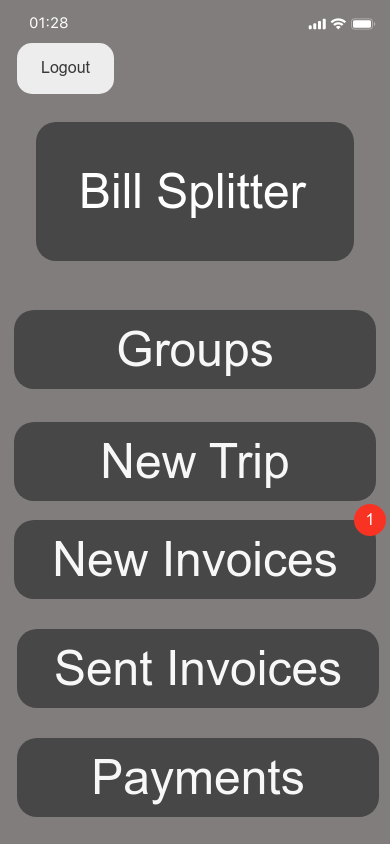 01:28
Logout
Bill Splitter
Groups
New Trip
1
New Invoices
Sent Invoices
Payments